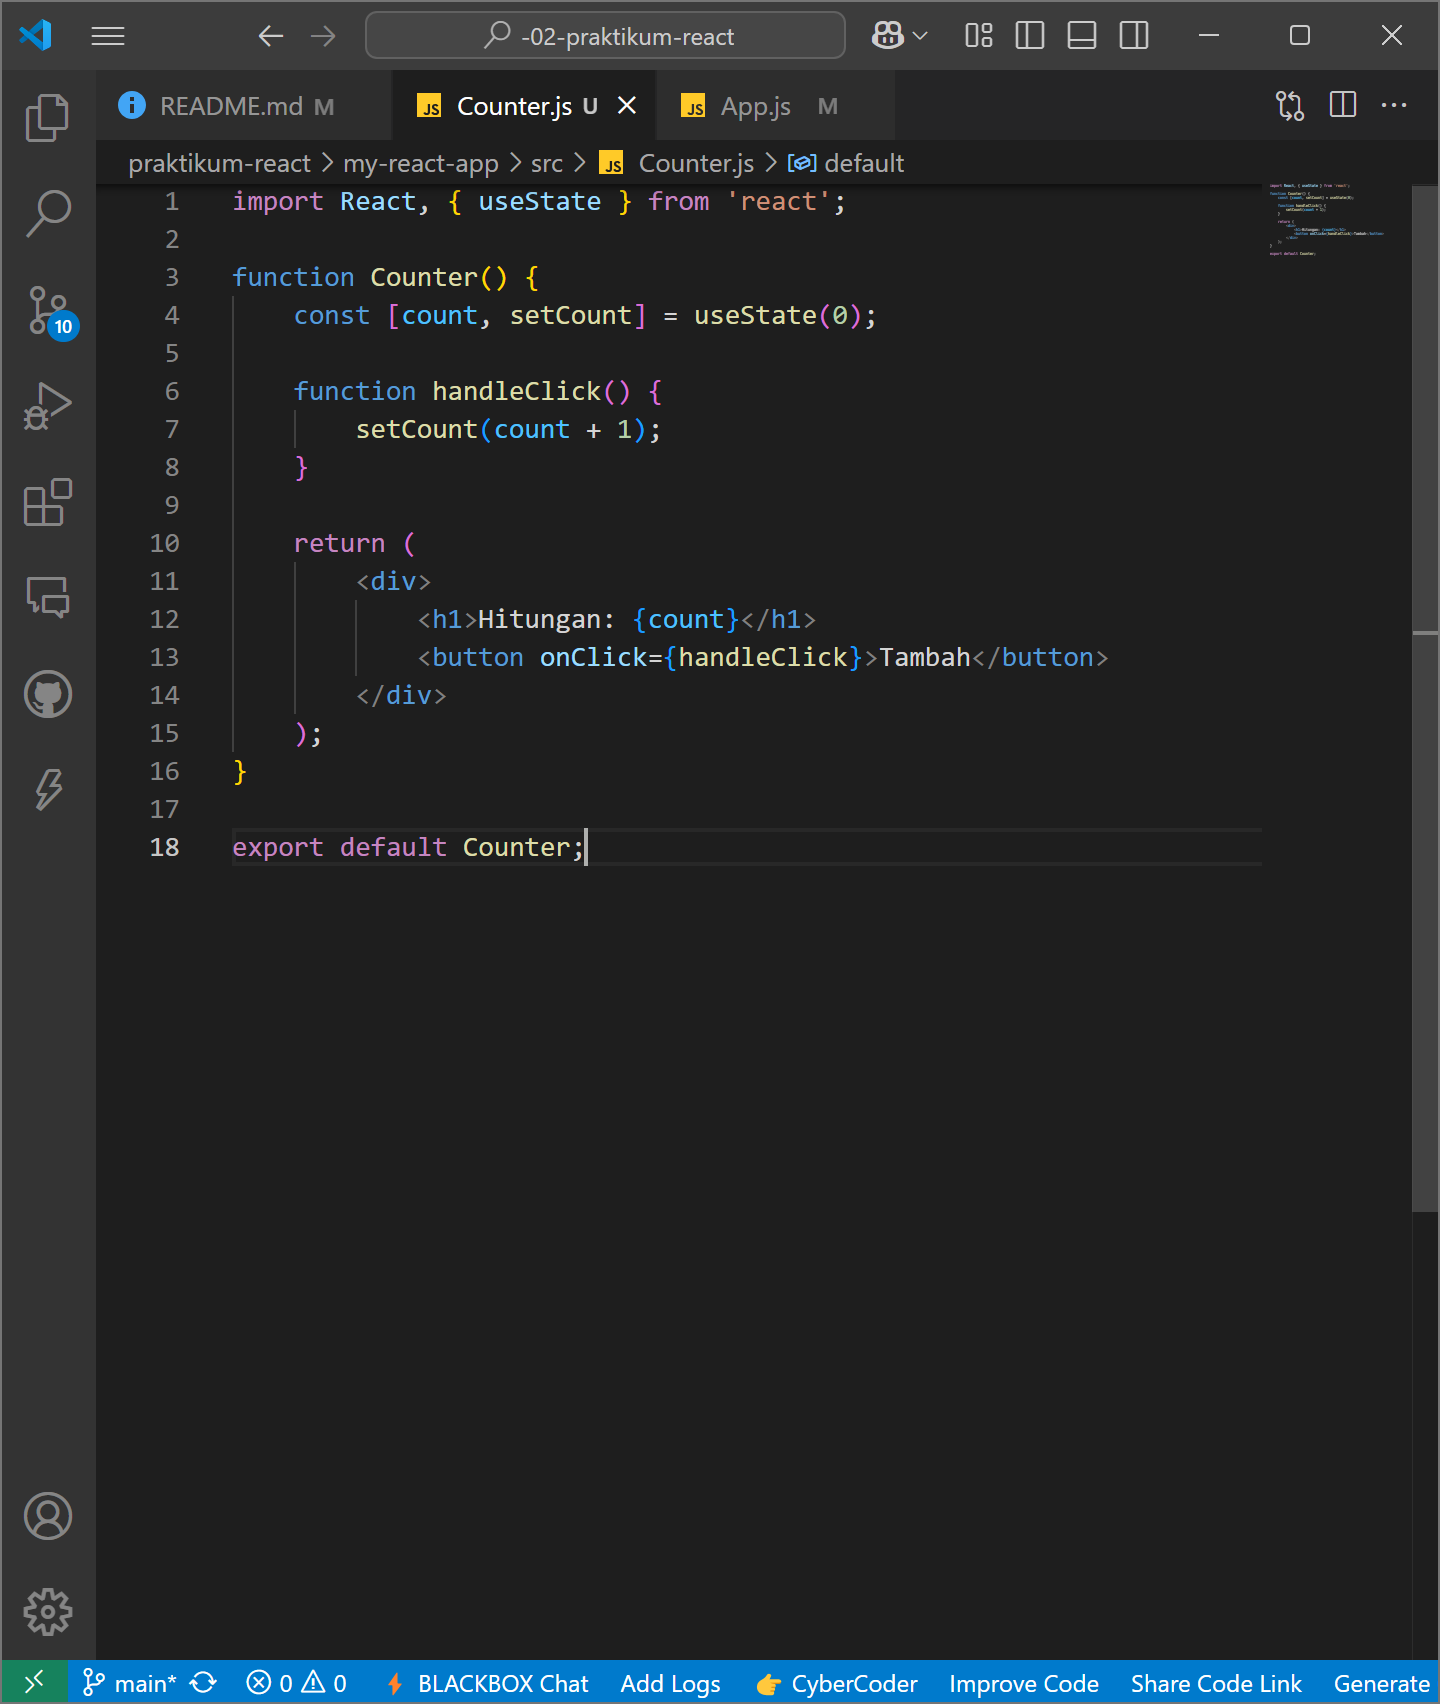 -02-praktikum-react
README.md M
Counter.js U
App.js M
praktikum-react > my-react-app > src > JS Counter.js > default
1 import React, { useState } from 'react';
2
3 function Counter() {
4 const [count, setCount] = useState(0);
5
6 function handleClick() {
7 setCount(count + 1);
8 }
9
10 return (
11 <div>
12 <h1>Hitungan: {count}</h1>
13 <button onClick={handleClick}>Tambah</button>
14 </div>
15 );
16 }
17
18 export default Counter;
10
main* 0 0 BLACKBOX Chat Add Logs CyberCoder Improve Code Share Code Link Generate